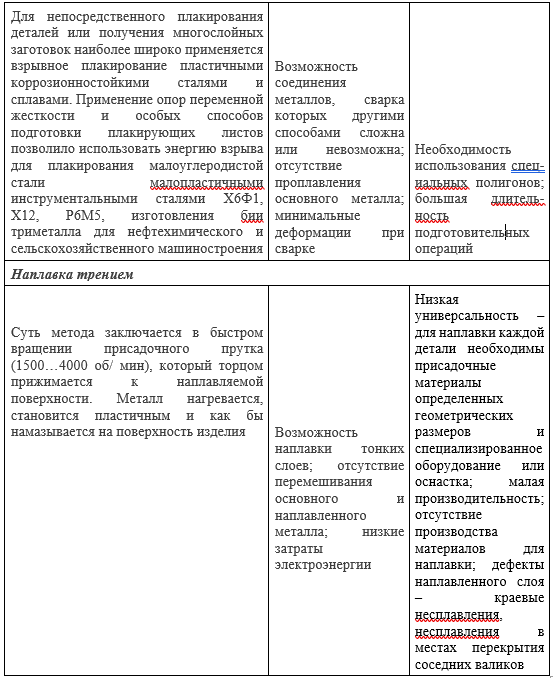 Для непосредственного плакирования
деталей или получения многослойных
заготовок наиболее широко применяется
взрывное плакирование пластичными
коррозионностойкими сталями и
сплавами. Применение опор переменной
жесткости и особых способов
подготовки плакирующих листов
позволило использовать энергию взрыва
для плакирования малоуглеродистой
стали малопластичными
инструментальными сталями Х6Ф1,
Х12, Р6М5, изготовления бии
триметалла для нефтехимического и
сельскохозяйственного машиностроения
Возможность
соединения
металлов, сварка
которых другими
способами сложна
или невозможна;
отсутствие
проплавления
основного металла;
минимальные
деформации при
сварке
Необходимость
использования спец-
иальных полигонов;
большая длитель-
ность
подготовительных
операций
Наплавка трением
Суть метода заключается в быстром
вращении присадочного прутка
(1500…4000 об/ мин), который торцом
прижимается к наплавляемой
поверхности. Металл нагревается,
становится пластичным и как бы
намазывается на поверхность изделия
Возможность
наплавки тонких
слоев; отсутствие
перемешивания
основного и
наплавленного
металла; низкие
затраты
электроэнергии
Низкая
универсальность –
для наплавки каждой
детали необходимы
присадочные
материалы
определенных
геометрических
размеров и
специализированное
оборудование или
оснастка; малая
производительность;
отсутствие
производства
материалов для
наплавки; дефекты
наплавленного слоя
– краевые
несплавления,
несплавления в
местах перекрытия
соседних валиков